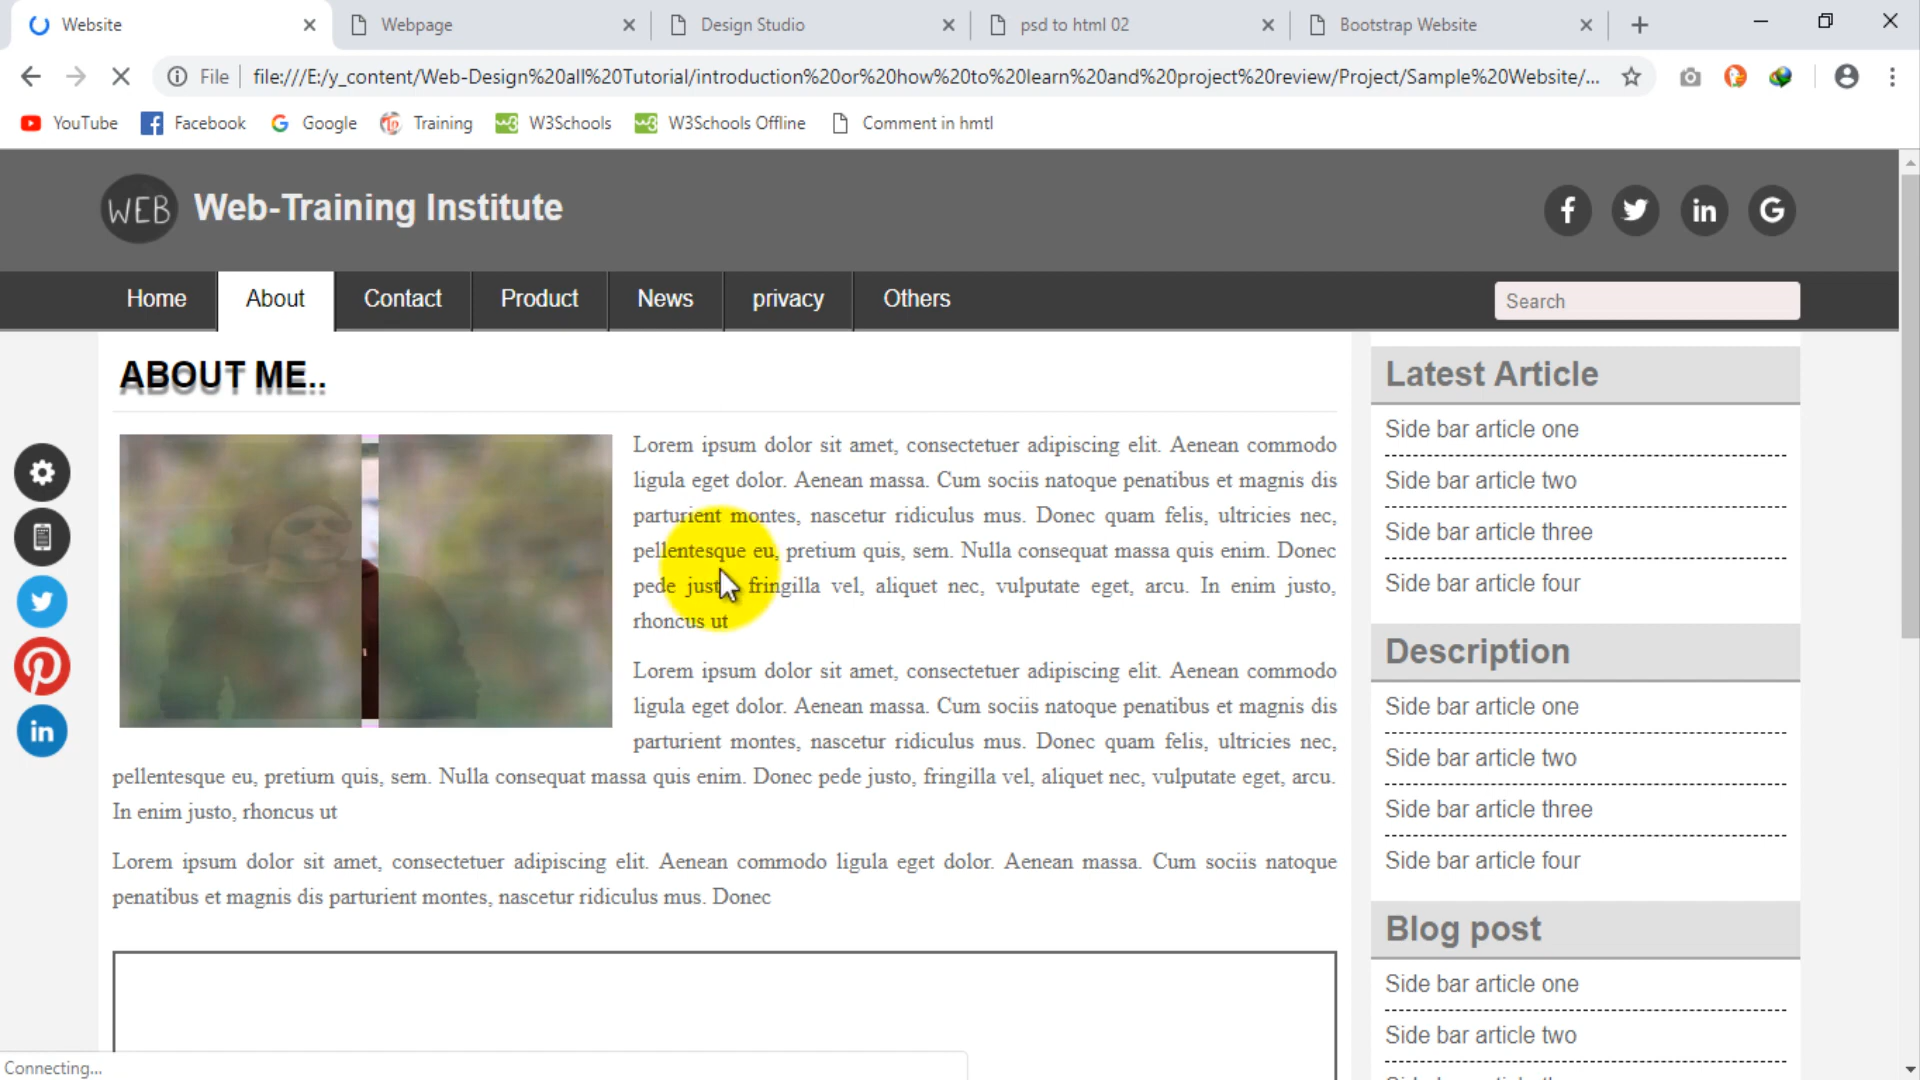 Website
Webpage
Design Studio
psd to html 02
Bootstrap Website
File
file:///E:/y_content/Web-Design%20all%20Tutorial/introduction%20or%20how%20to%20learn%20and%20project%20review/Project/Sample%20Website/...
YouTube
Facebook
Google
Training
W3Schools
W3Schools Offline
Comment in hmtl
WEB
Web-Training Institute
Home
About
Contact
Product
News
privacy
Others
Search
ABOUT ME..
Lorem ipsum dolor sit amet, consectetuer adipiscing elit. Aenean commodo
ligula eget dolor. Aenean massa. Cum sociis natoque penatibus et magnis dis
parturient montes, nascetur ridiculus mus. Donec quam felis, ultricies nec,
pellentesque eu, pretium quis, sem. Nulla consequat massa quis enim. Donec
pede justo, fringilla vel, aliquet nec, vulputate eget, arcu. In enim justo,
rhoncus ut
Lorem ipsum dolor sit amet, consectetuer adipiscing elit. Aenean commodo
ligula eget dolor. Aenean massa. Cum sociis natoque penatibus et magnis dis
parturient montes, nascetur ridiculus mus. Donec quam felis, ultricies nec,
pellentesque eu, pretium quis, sem. Nulla consequat massa quis enim. Donec pede justo, fringilla vel, aliquet nec, vulputate eget, arcu.
In enim justo, rhoncus ut
Lorem ipsum dolor sit amet, consectetuer adipiscing elit. Aenean commodo ligula eget dolor. Aenean massa. Cum sociis natoque
penatibus et magnis dis parturient montes, nascetur ridiculus mus. Donec
Latest Article
Side bar article one
Side bar article two
Side bar article three
Side bar article four
Description
Side bar article one
Side bar article two
Side bar article three
Side bar article four
Blog post
Side bar article one
Side bar article two
Connecting...